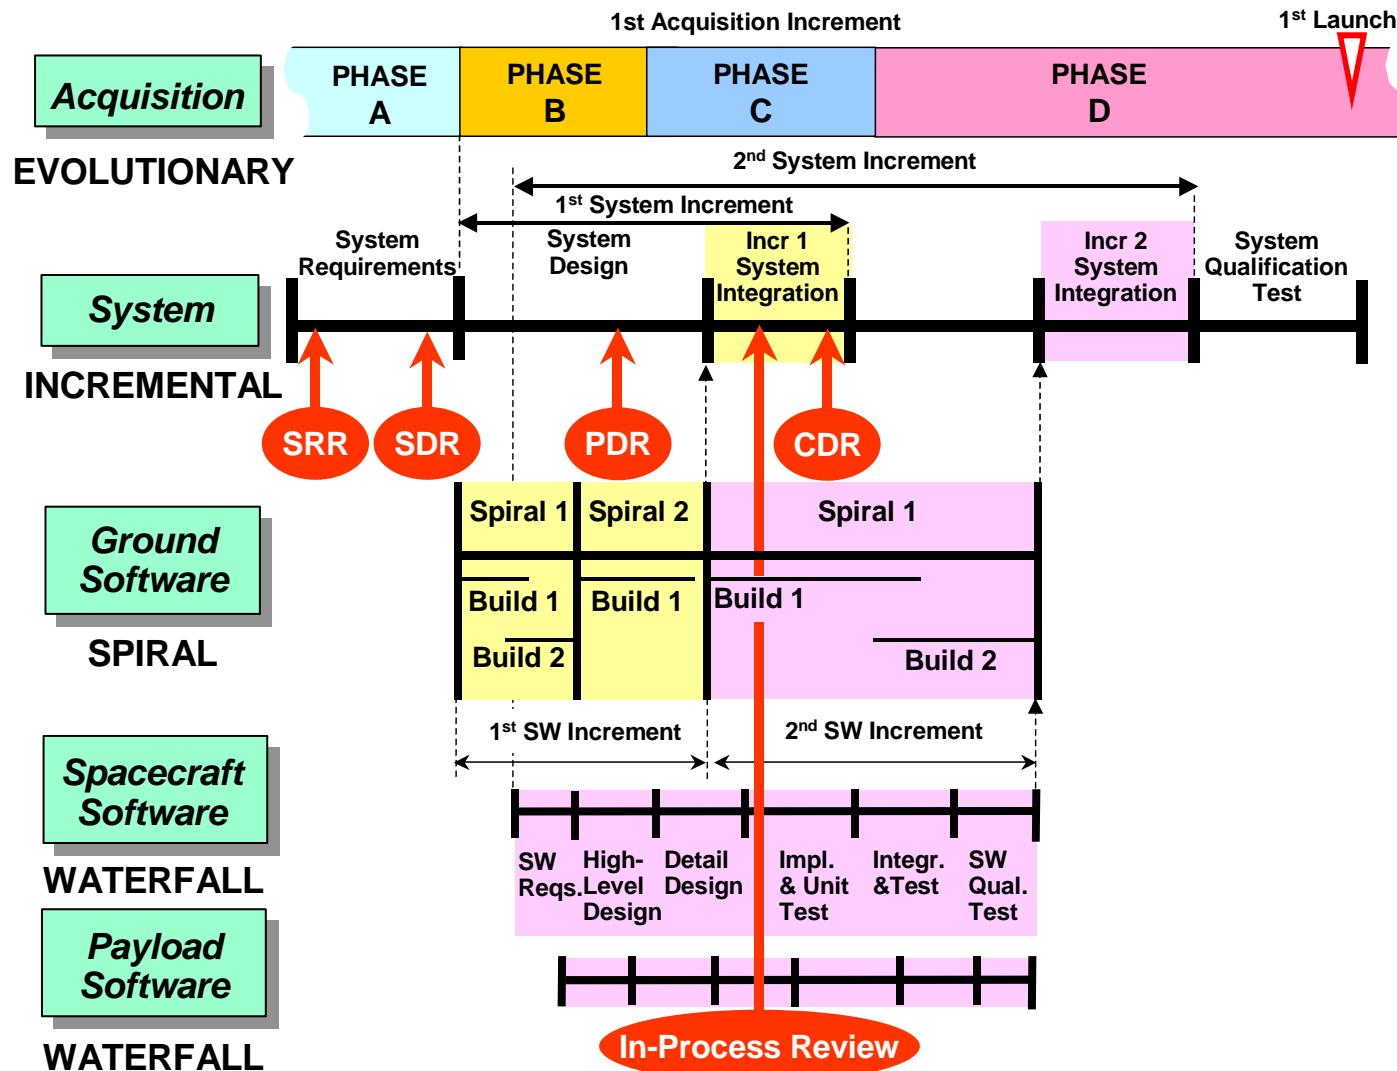 1st Acquisition Increment
1st Launch
Acquisition
EVOLUTIONARY
PHASE
A
PHASE
B
PHASE
C
PHASE
D
2nd System Increment
1st System Increment
System
Requirements
System
Design
Incr 1
System
Integration
Incr 2
System
Integration
System
Qualification
Test
System
INCREMENTAL
SRR
SDR
PDR
CDR
Ground
Software
SPIRAL
Spiral 1
Spiral 2
Spiral 1
Build 1
Build 1
Build 1
Build 2
Build 2
1st SW Increment
2nd SW Increment
Spacecraft
Software
WATERFALL
SW
Reqs.
High-
Level
Design
Detail
Design
Impl.
& Unit
Test
Integr.
&Test
SW
Qual.
Test
Payload
Software
WATERFALL
In-Process Review